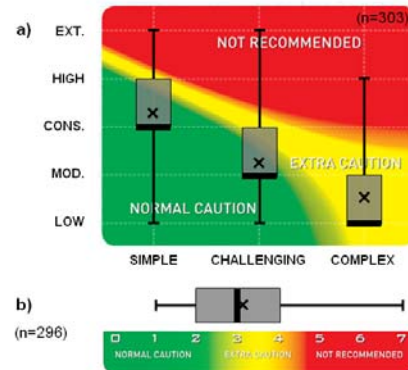 a)
(n=303)
EXT.
NOT RECOMMENDED
HIGH
CONS.
MOD.
EXTRA CAUTION
NORMAL CAUTION
LOW
SIMPLE CHALLENGING COMPLEX
b)
(n=296)
0 1 2 3 4 5 6 7
NORMAL CAUTION EXTRA CAUTION NOT RECOMMENDED